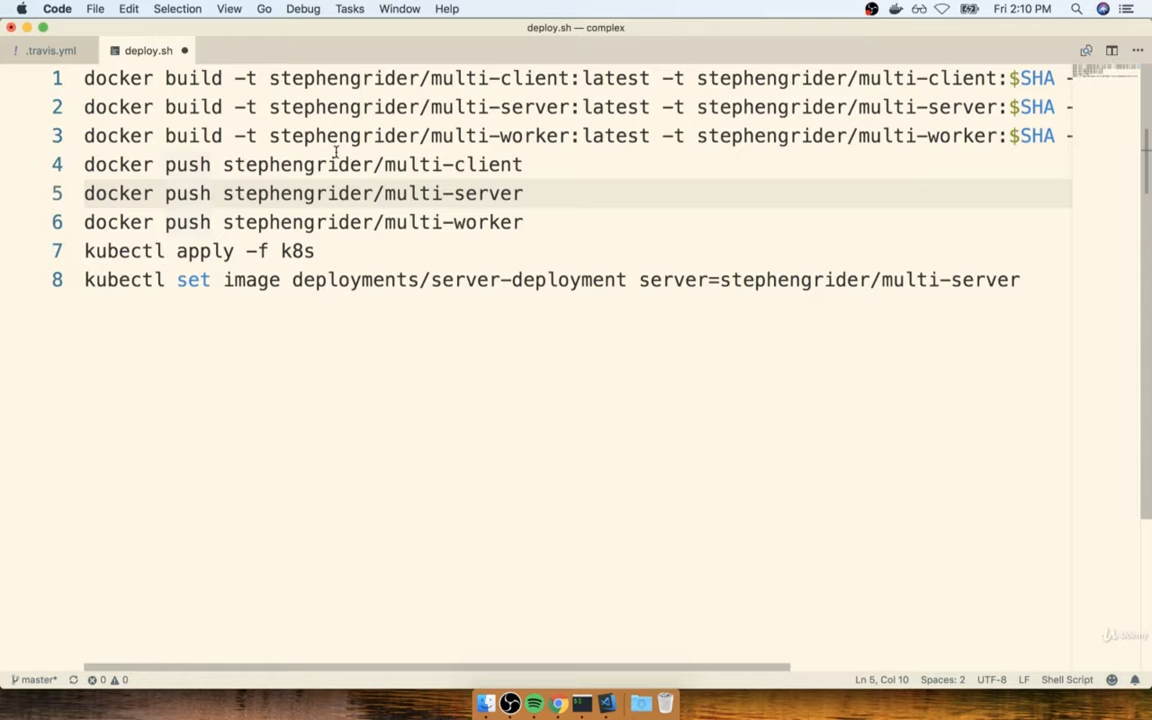 Code File Edit Selection View Go Debug Tasks Window Help Fri 2:10 PM
deploy.sh — complex
.travis.yml deploy.sh
1 docker build -t stephengrider/multi-client:latest -t stephengrider/multi-client:$SHA -
2 docker build -t stephengrider/multi-server:latest -t stephengrider/multi-server:$SHA -
3 docker build -t stephengrider/multi-worker:latest -t stephengrider/multi-worker:$SHA -
4 docker push stephengrider/multi-client
5 docker push stephengrider/multi-server
6 docker push stephengrider/multi-worker
7 kubectl apply -f k8s
8 kubectl set image deployments/server-deployment server=stephengrider/multi-server
Udemy
master* 0 0 Ln 5, Col 10 Spaces: 2 UTF-8 LF Shell Script